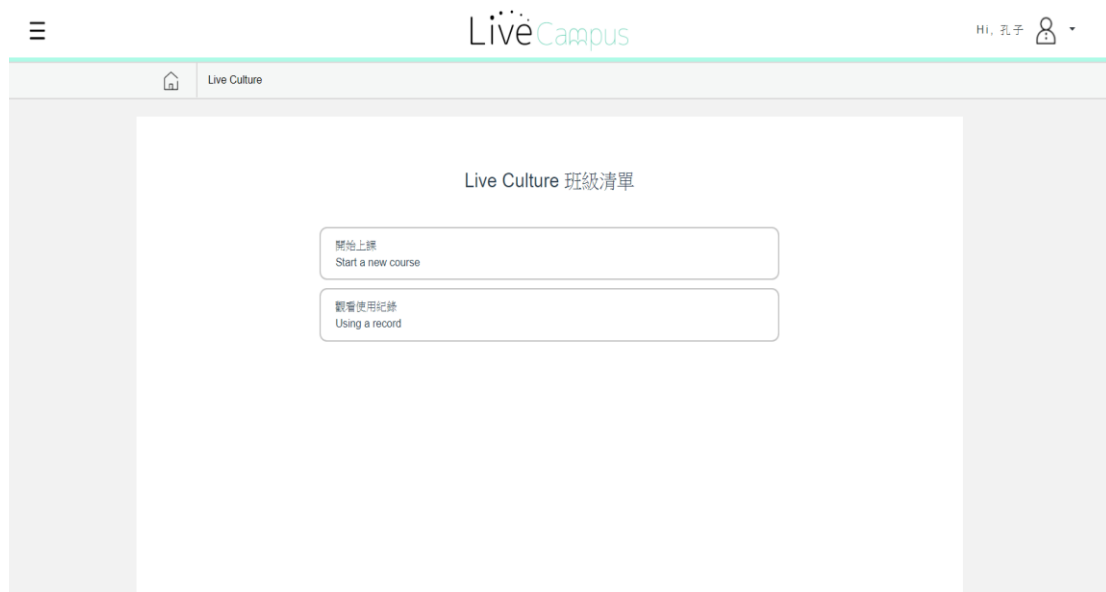 LiveCampus
Hi, 孔子
Live Culture
Live Culture 班級清單
開始上課
Start a new course
觀看使用紀錄
Using a record